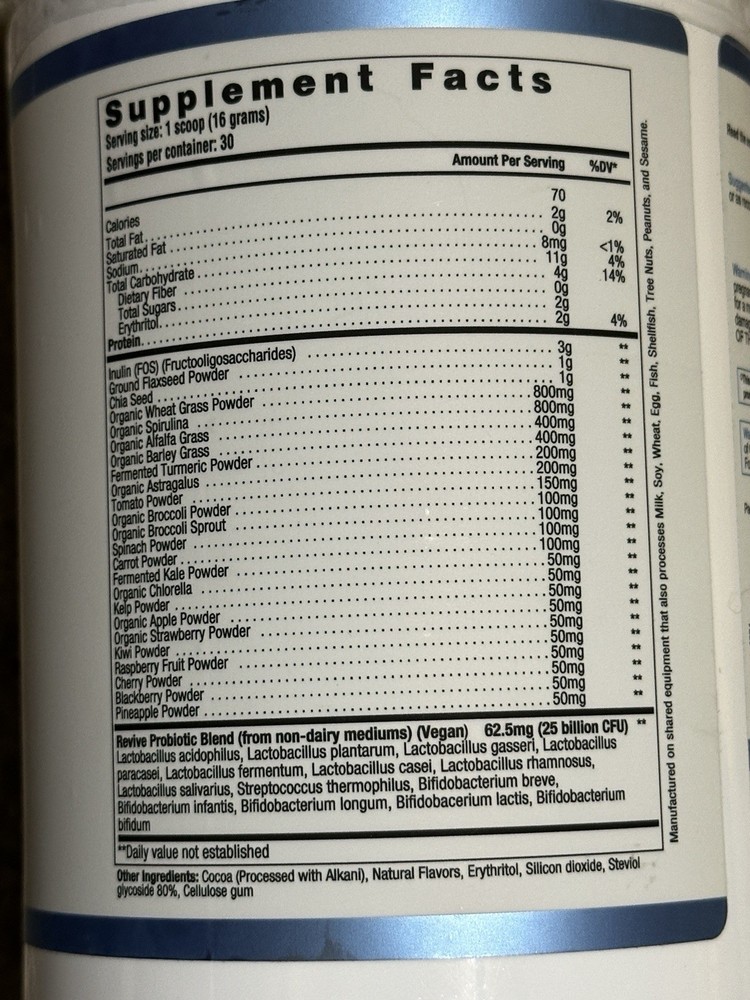 Supplement Facts
Serving size: 1 scoop (16 grams)
Servings per container: 30
Amount Per Serving %DV*
Calories 70
Total Fat 2g 2%
Saturated Fat 0g
Sodium 8mg <1%
Total Carbohydrate 11g 4%
Dietary Fiber 4g 14%
Total Sugars 0g
Erythritol 2g
Protein 2g 4%
Inulin (FOS) (Fructooligosaccharides) 3g **
Ground Flaxseed Powder 1g **
Chia Seed 1g **
Organic Wheat Grass Powder 800mg **
Organic Spirulina 800mg **
Organic Alfalfa Grass 400mg **
Organic Barley Grass 400mg **
Fermented Turmeric Powder 200mg **
Organic Astragalus 200mg **
Tomato Powder 150mg **
Organic Broccoli Powder 100mg **
Organic Broccoli Sprout 100mg **
Spinach Powder 100mg **
Carrot Powder 100mg **
Fermented Kale Powder 50mg **
Organic Chlorella 50mg **
Kelp Powder 50mg **
Organic Apple Powder 50mg **
Organic Strawberry Powder 50mg **
Kiwi Powder 50mg **
Raspberry Fruit Powder 50mg **
Cherry Powder 50mg **
Blackberry Powder 50mg **
Pineapple Powder 50mg **
Revive Probiotic Blend (from non-dairy mediums) (Vegan) 62.5mg (25 billion CFU) **
Lactobacillus acidophilus, Lactobacillus plantarum, Lactobacillus gasseri, Lactobacillus
paracasei, Lactobacillus fermentum, Lactobacillus casei, Lactobacillus rhamnosus,
Lactobacillus salivarius, Streptococcus thermophilus, Bifidobacterium breve,
Bifidobacterium infantis, Bifidobacterium longum, Bifidobacerium lactis, Bifidobacterium
bifidum
**Daily value not established
Other Ingredients: Cocoa (Processed with Alkani), Natural Flavors, Erythritol, Silicon dioxide, Steviol
glycoside 80%, Cellulose gum
Manufactured on shared equipment that also processes Milk, Soy, Wheat, Egg, Fish, Shellfish, Tree Nuts, Peanuts, and Sesame.